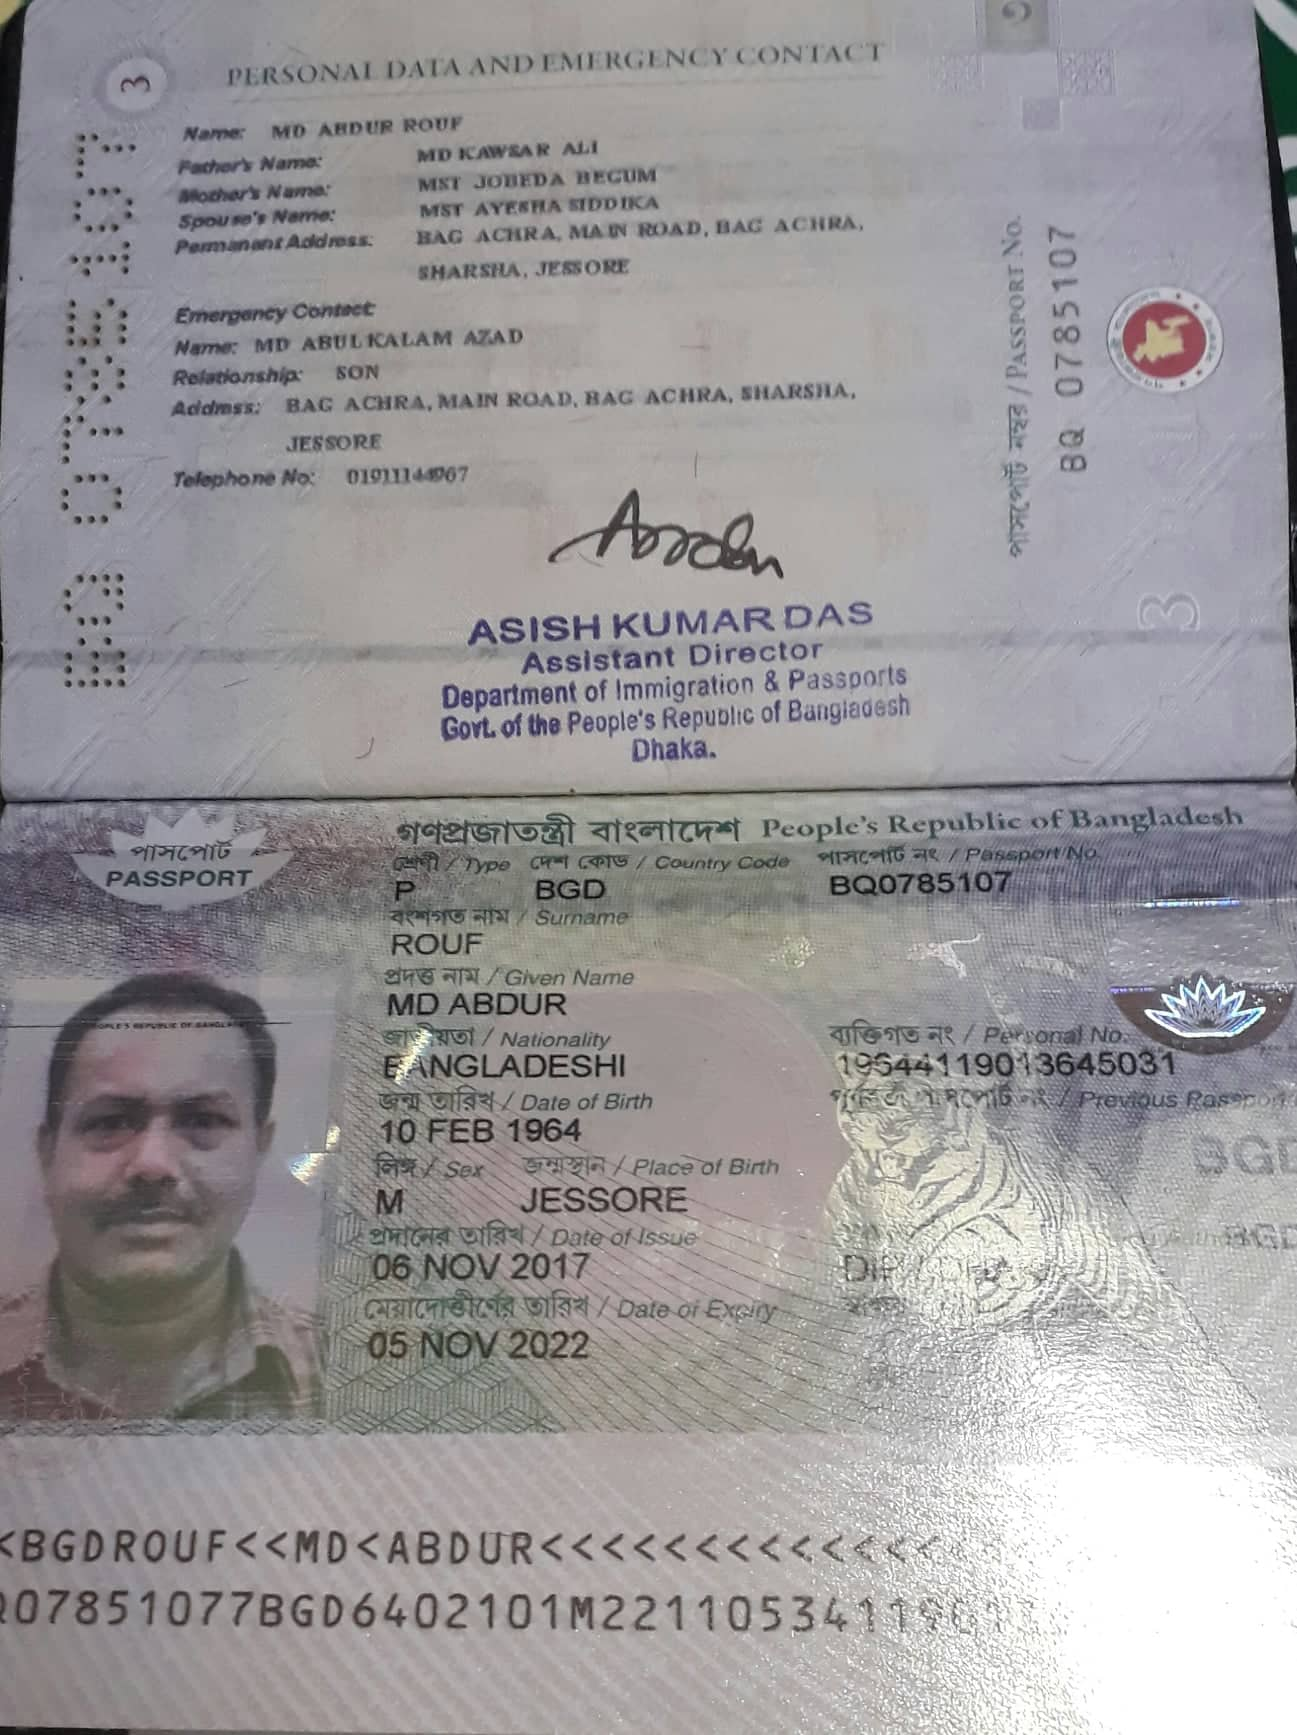 3
PERSONAL DATA AND EMERGENCY CONTACT
Name: MD ABDUR ROUF
Father's Name: MD KAWSAR ALI
Mother's Name: MST JOBEDA BEGUM
Spouse's Name: MST AYESHA SIDDIKA
Permanent Address: BAG ACHRA, MAIN ROAD, BAG ACHRA,
SHARSHA, JESSORE
Emergency Contact:
Name: MD ABUL KALAM AZAD
Relationship: SON
Address: BAG ACHRA, MAIN ROAD, BAG ACHRA, SHARSHA,
JESSORE
Telephone No:
পাসপোর্ট নম্বর / PASSPORT No.
BQ 0785107
BQ 0785107
3
ASISH KUMAR DAS
Assistant Director
Department of Immigration & Passports
Govt. of the People's Republic of Bangladesh
Dhaka.
পাসপোর্ট
PASSPORT
গণপ্রজাতন্ত্রী বাংলাদেশ People's Republic of Bangladesh
শ্রেণী / Type দেশ কোড / Country Code পাসপোর্ট নং / Passport No.
P BGD BQ0785107
বংশগত নাম / Surname
ROUF
প্রদত্ত নাম / Given Name
MD ABDUR
জাতীয়তা / Nationality ব্যক্তিগত নং / Personal No.
BANGLADESHI 19644119013645031
জন্ম তারিখ / Date of Birth / Previous Passport
10 FEB 1964
লিঙ্গ / Sex জন্মস্থান / Place of Birth
M JESSORE
প্রদানের তারিখ / Date of Issue
06 NOV 2017
মেয়াদোত্তীর্ণের তারিখ / Date of Expiry
05 NOV 2022
<BGDROUF<<MD<ABDUR<<<<<<<<<<<<<<
07851077BGD6402101M2211053411